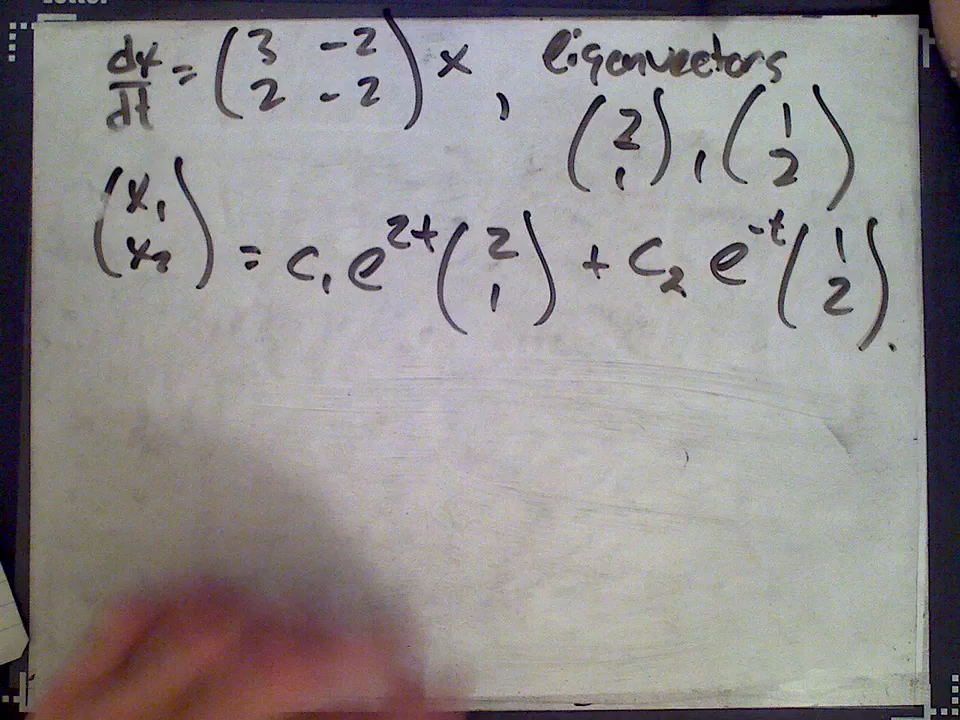 dx/dt = (3 -2 / 2 -2) x , eigenvectors (2 / 1) , (1 / 2)
(x₁ / x₂) = c₁ e^{2t} (2 / 1) + c₂ e^{-t} (1 / 2).